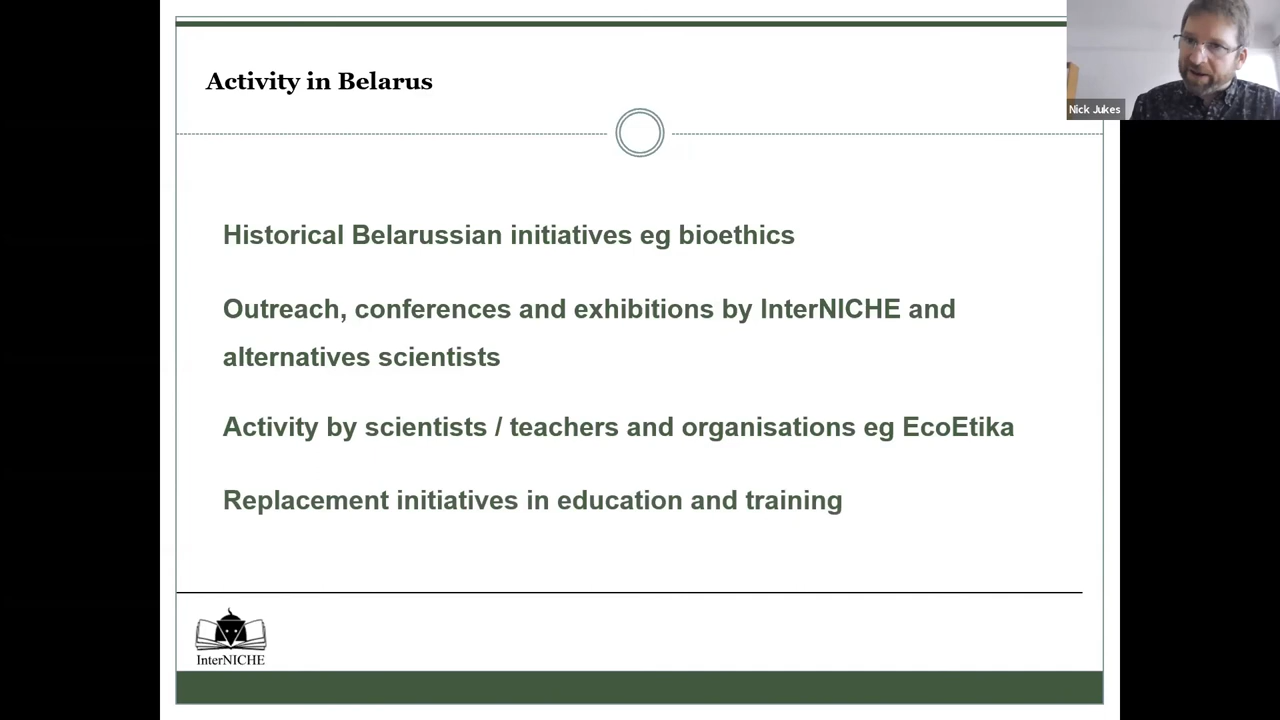 Activity in Belarus
Nick Jukes
Historical Belarussian initiatives eg bioethics
Outreach, conferences and exhibitions by InterNICHE and
alternatives scientists
Activity by scientists / teachers and organisations eg EcoEtika
Replacement initiatives in education and training
InterNICHE